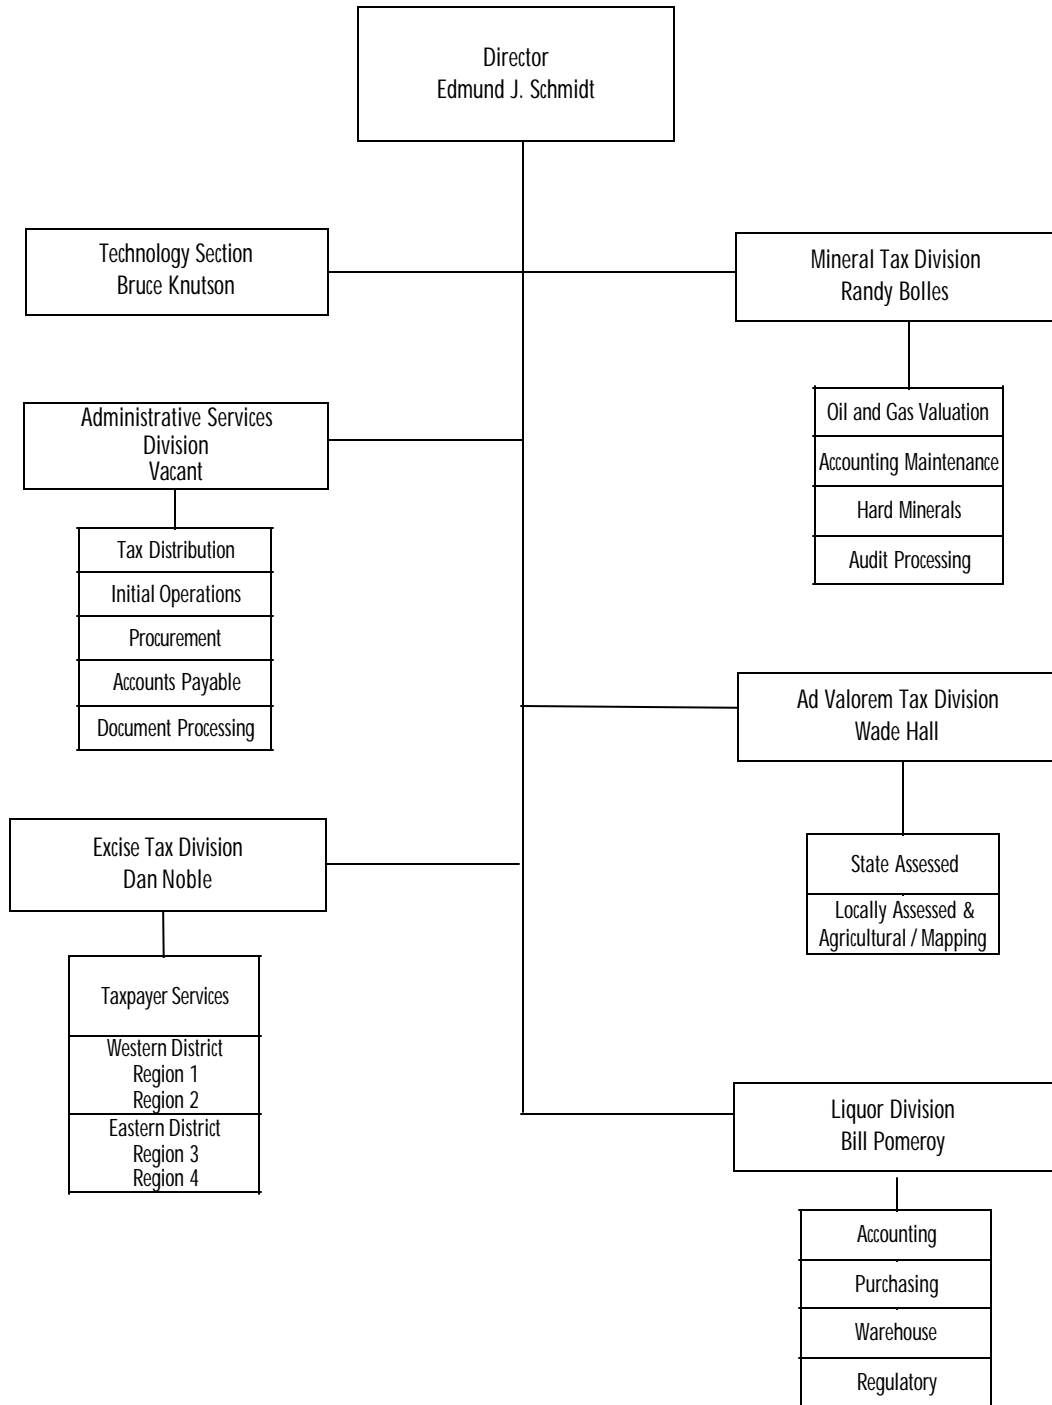 Director
Edmund J. Schmidt
Technology Section
Bruce Knutson
Mineral Tax Division
Randy Bolles
Oil and Gas Valuation
Accounting Maintenance
Hard Minerals
Audit Processing
Administrative Services
Division
Vacant
Tax Distribution
Initial Operations
Procurement
Accounts Payable
Document Processing
Ad Valorem Tax Division
Wade Hall
State Assessed
Locally Assessed &
Agricultural / Mapping
Excise Tax Division
Dan Noble
Taxpayer Services
Western District
Region 1
Region 2
Eastern District
Region 3
Region 4
Liquor Division
Bill Pomeroy
Accounting
Purchasing
Warehouse
Regulatory